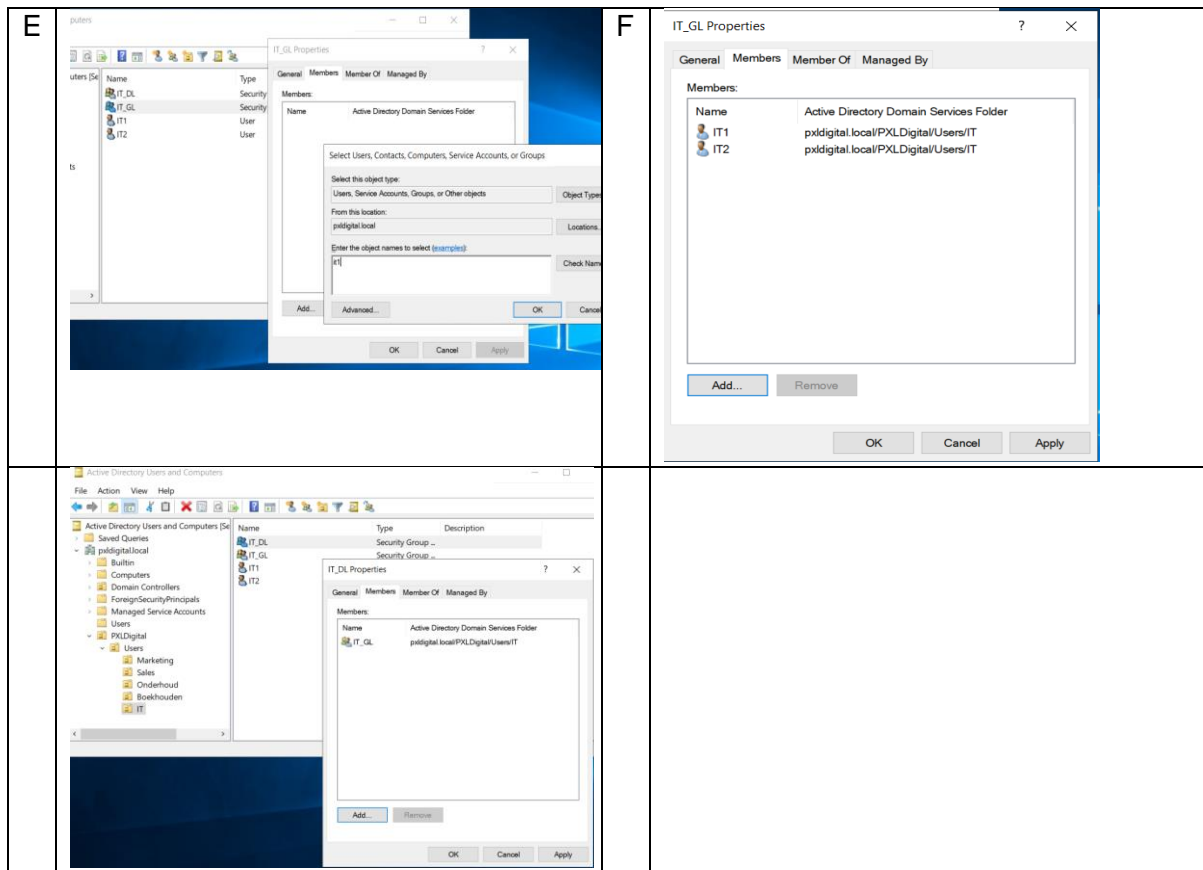 E
puters
uters [Se
Name Type
IT_DL Security
IT_GL Security
IT1 User
IT2 User
ts
IT_GL Properties ?
General Members Member Of Managed By
Members:
Name Active Directory Domain Services Folder
Select Users, Contacts, Computers, Service Accounts, or Groups
Select this object type:
Users, Service Accounts, Groups, or Other objects
Object Types
From this location:
pxldigital.local
Locations..
Enter the object names to select (examples):
it1
Check Name
Add...
Advanced...
OK Cancel
OK Cancel Apply
F
IT_GL Properties ?
General Members Member Of Managed By
Members:
Name Active Directory Domain Services Folder
IT1 pxldigital.local/PXLDigital/Users/IT
IT2 pxldigital.local/PXLDigital/Users/IT
Add... Remove
OK Cancel Apply
Active Directory Users and Computers
File Action View Help
Active Directory Users and Computers [Se
Saved Queries
pxldigital.local
Builtin
Computers
Domain Controllers
ForeignSecurityPrincipals
Managed Service Accounts
Users
PXLDigital
Users
Marketing
Sales
Onderhoud
Boekhouden
IT
Name Type Description
IT_DL Security Group ...
IT_GL Security Group ...
IT1
IT2
IT_DL Properties ?
General Members Member Of Managed By
Members:
Name Active Directory Domain Services Folder
IT_GL pxldigital.local/PXLDigital/Users/IT
Add... Remove
OK Cancel Apply